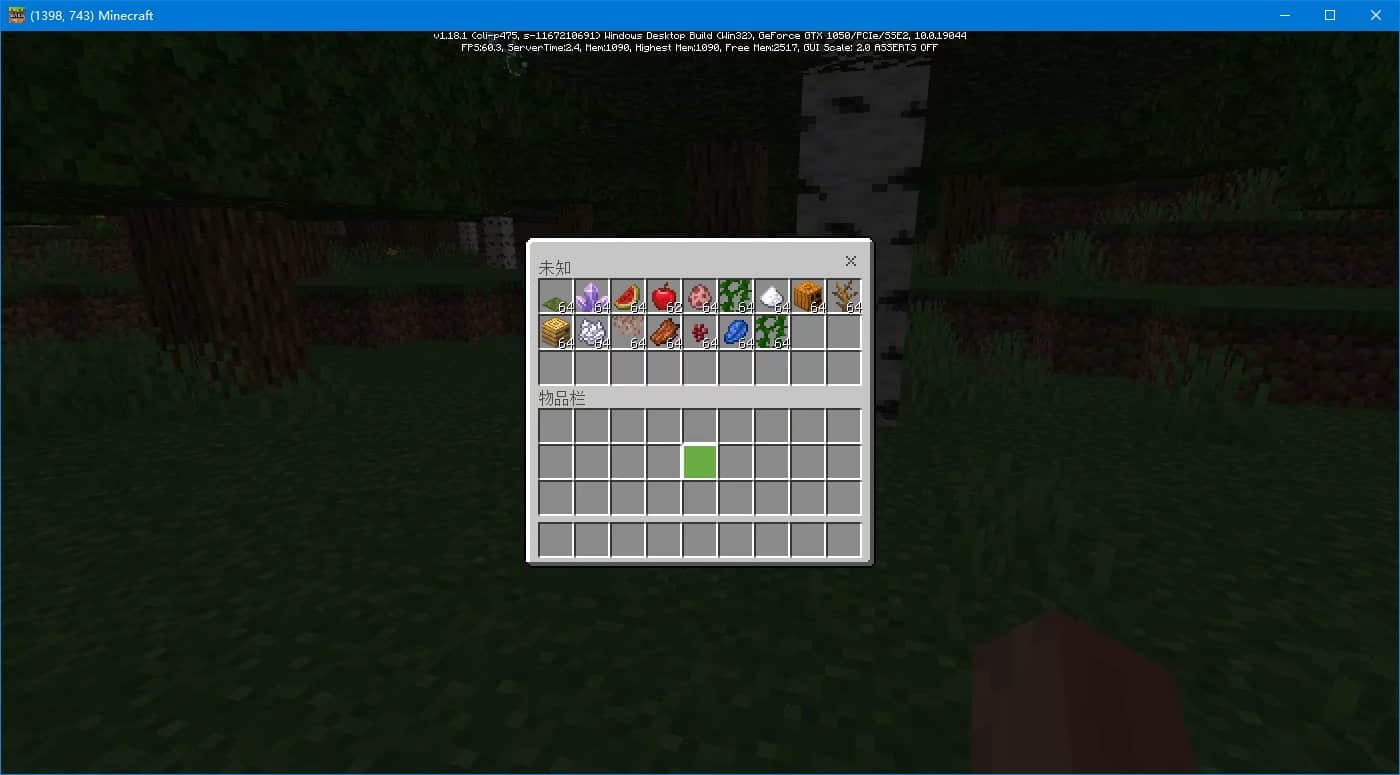 (1398, 743) Minecraft
v1.18.1 (cli-p475, s-1167210691) Windows Desktop Build (Win32), GeForce GTX 1050/PCIe/SSE2, 10.0.19044
FPS:60.3, ServerTime:2.4, Mem:1090, Highest Mem:1090, Free Mem:2517, GUI Scale: 2.0 ASSERTS OFF
未知
64 64 64 62 64 64 64 64 64
64 64 64 64 64 64 64
物品栏